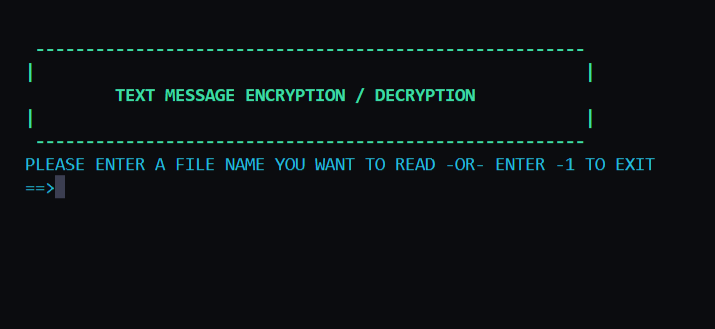 -------------------------------------------------------
| |
TEXT MESSAGE ENCRYPTION / DECRYPTION
| |
-------------------------------------------------------
PLEASE ENTER A FILE NAME YOU WANT TO READ -OR- ENTER -1 TO EXIT
==>